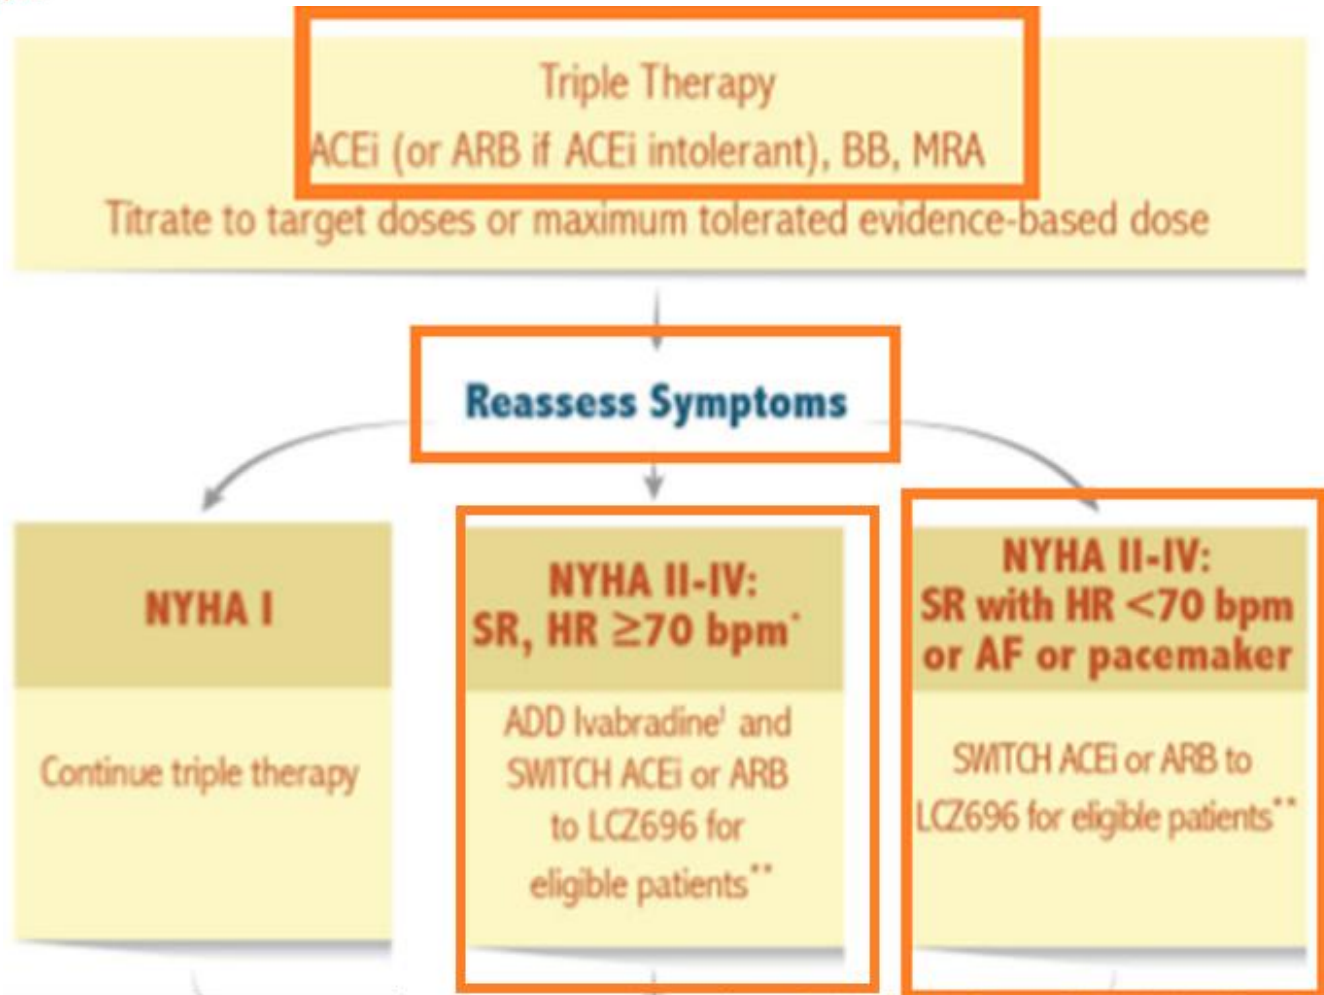 Triple Therapy
ACEi (or ARB if ACEi intolerant), BB, MRA
Titrate to target doses or maximum tolerated evidence-based dose
Reassess Symptoms
NYHA I
Continue triple therapy
NYHA II-IV:
SR, HR ≥70 bpm*
ADD Ivabradine¹ and
SWITCH ACEi or ARB
to LCZ696 for
eligible patients**
NYHA II-IV:
SR with HR <70 bpm
or AF or pacemaker
SWITCH ACEi or ARB to
LCZ696 for eligible patients**